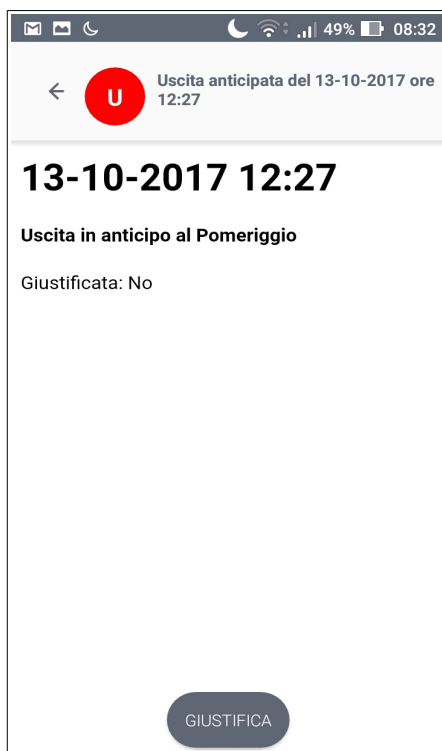 49% 08:32
Uscita anticipata del 13-10-2017 ore
12:27
U
13-10-2017 12:27
Uscita in anticipo al Pomeriggio
Giustificata: No
GIUSTIFICA